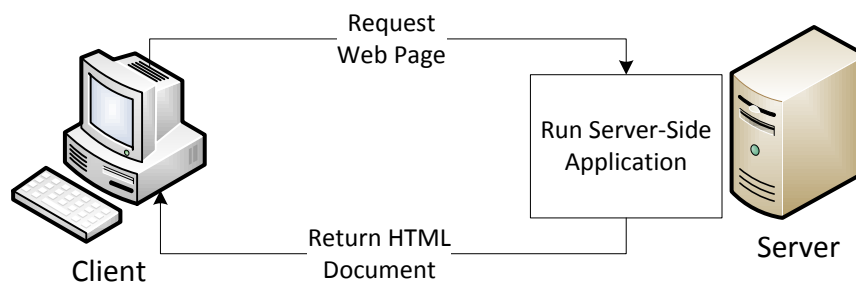 Request
Web Page
Run Server-Side
Application
Return HTML
Document
Client
Server